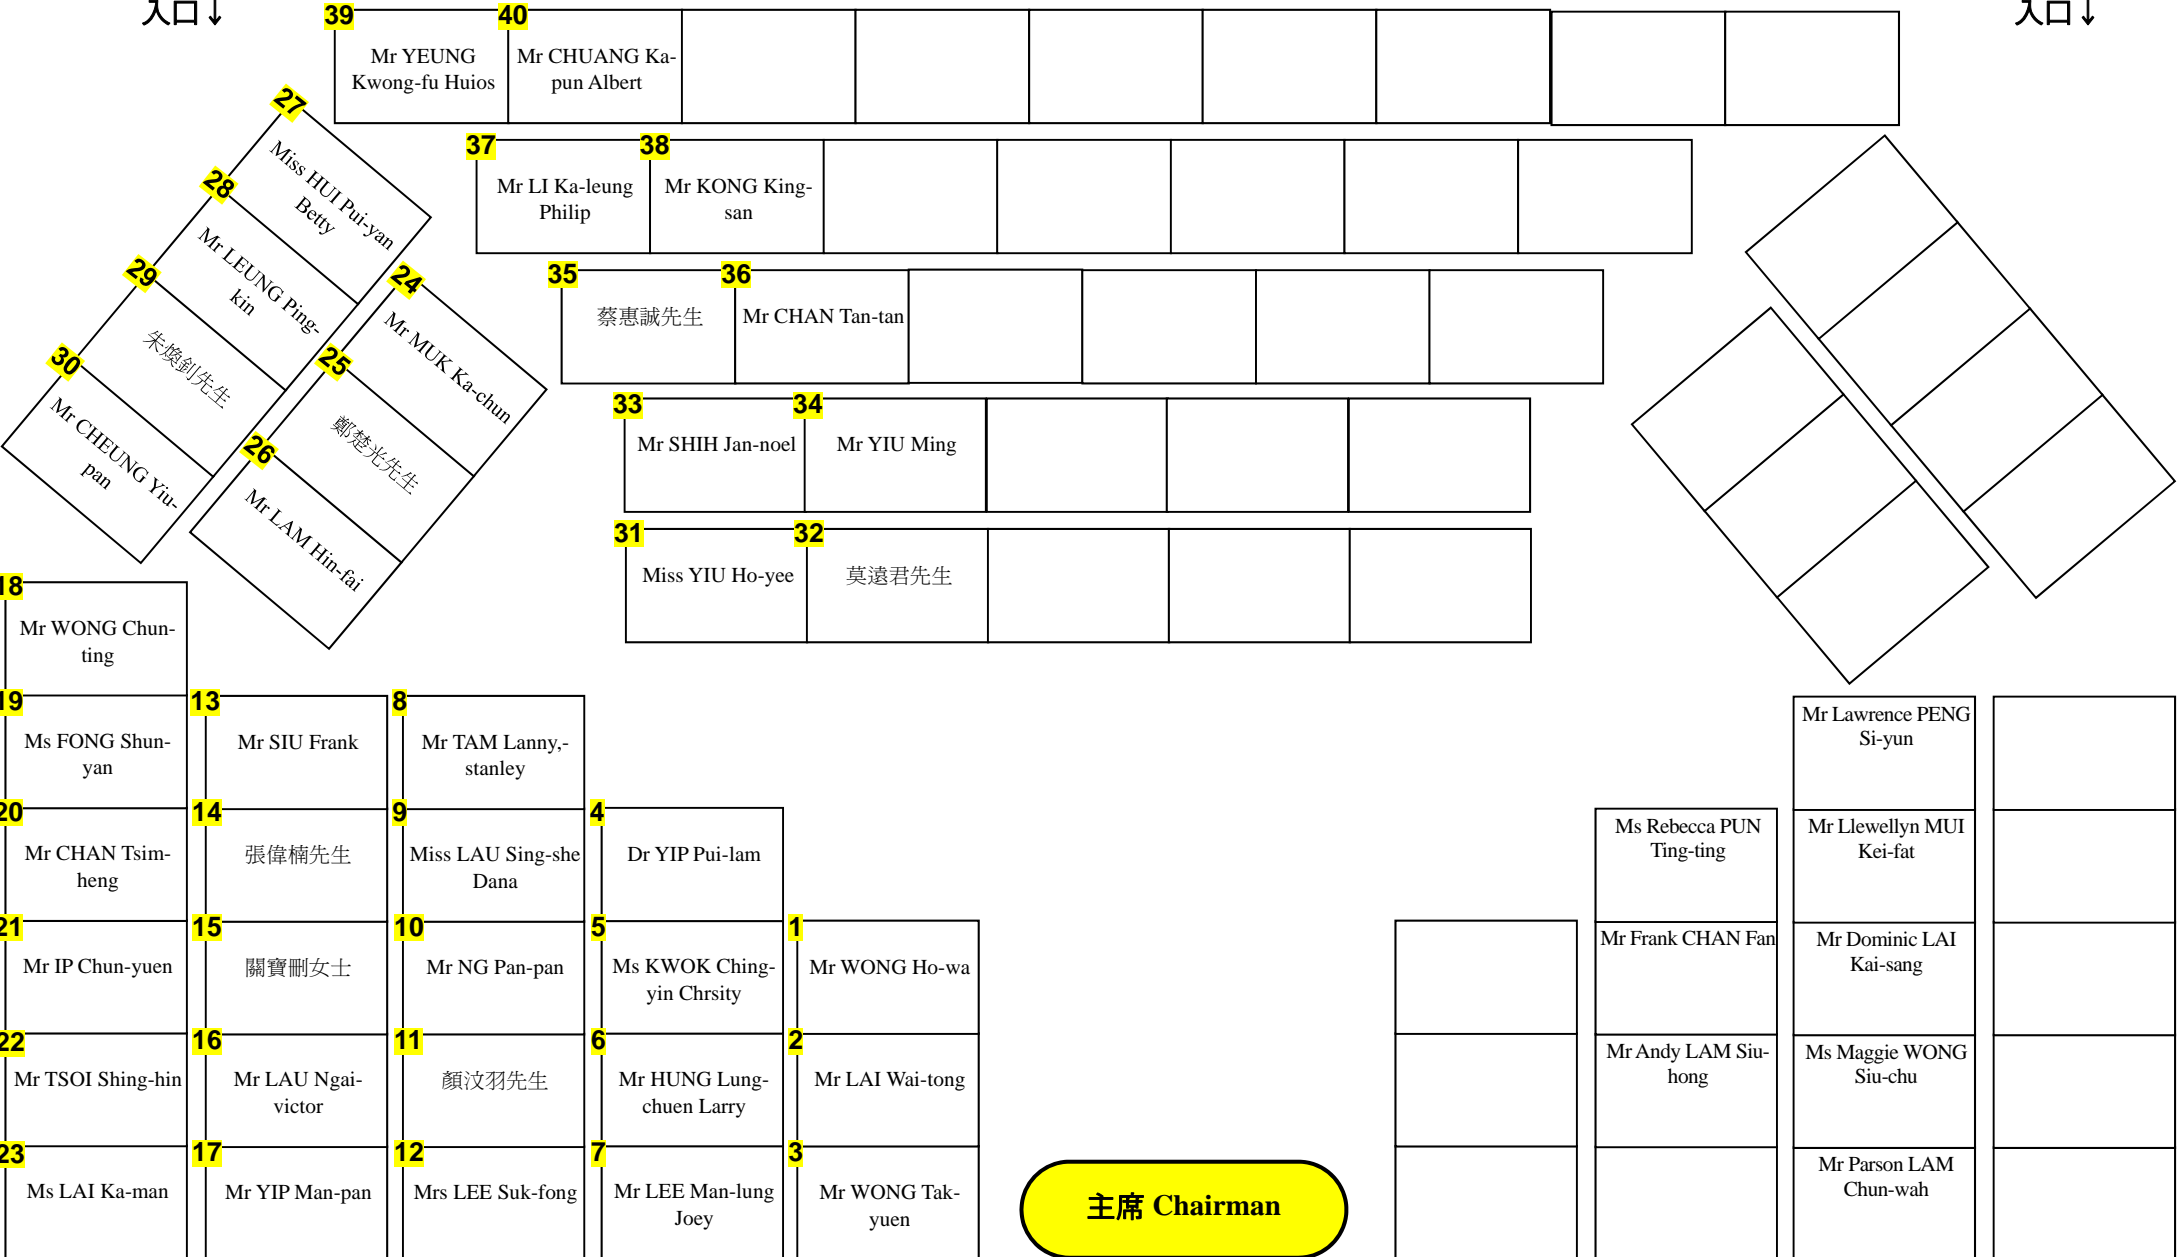 入口↓
入口↓
39
Mr YEUNG
Kwong-fu Huios
40
Mr CHUANG Ka-
pun Albert
37
Mr LI Ka-leung
Philip
38
Mr KONG King-
san
35
蔡惠誠先生
36
Mr CHAN Tan-tan
33
Mr SHIH Jan-noel
34
Mr YIU Ming
31
Miss YIU Ho-yee
32
莫遠君先生
27
Miss HUI Pui-yan
Betty
28
Mr LEUNG Ping-
kin
29
朱煥釗先生
30
Mr CHEUNG Yiu-
pan
24
Mr MUK Ka-chun
25
鄭楚光先生
26
Mr LAM Hin-fai
18
Mr WONG Chun-
ting
19
Ms FONG Shun-
yan
20
Mr CHAN Tsim-
heng
21
Mr IP Chun-yuen
22
Mr TSOI Shing-hin
23
Ms LAI Ka-man
13
Mr SIU Frank
14
張偉楠先生
15
關寶刪女士
16
Mr LAU Ngai-
victor
17
Mr YIP Man-pan
8
Mr TAM Lanny,-
stanley
9
Miss LAU Sing-she
Dana
10
Mr NG Pan-pan
11
顏汶羽先生
12
Mrs LEE Suk-fong
4
Dr YIP Pui-lam
5
Ms KWOK Ching-
yin Chrsity
6
Mr HUNG Lung-
chuen Larry
7
Mr LEE Man-lung
Joey
1
Mr WONG Ho-wa
2
Mr LAI Wai-tong
3
Mr WONG Tak-
yuen
主席 Chairman
Ms Rebecca PUN
Ting-ting
Mr Frank CHAN Fan
Mr Andy LAM Siu-
hong
Mr Lawrence PENG
Si-yun
Mr Llewellyn MUI
Kei-fat
Mr Dominic LAI
Kai-sang
Ms Maggie WONG
Siu-chu
Mr Parson LAM
Chun-wah